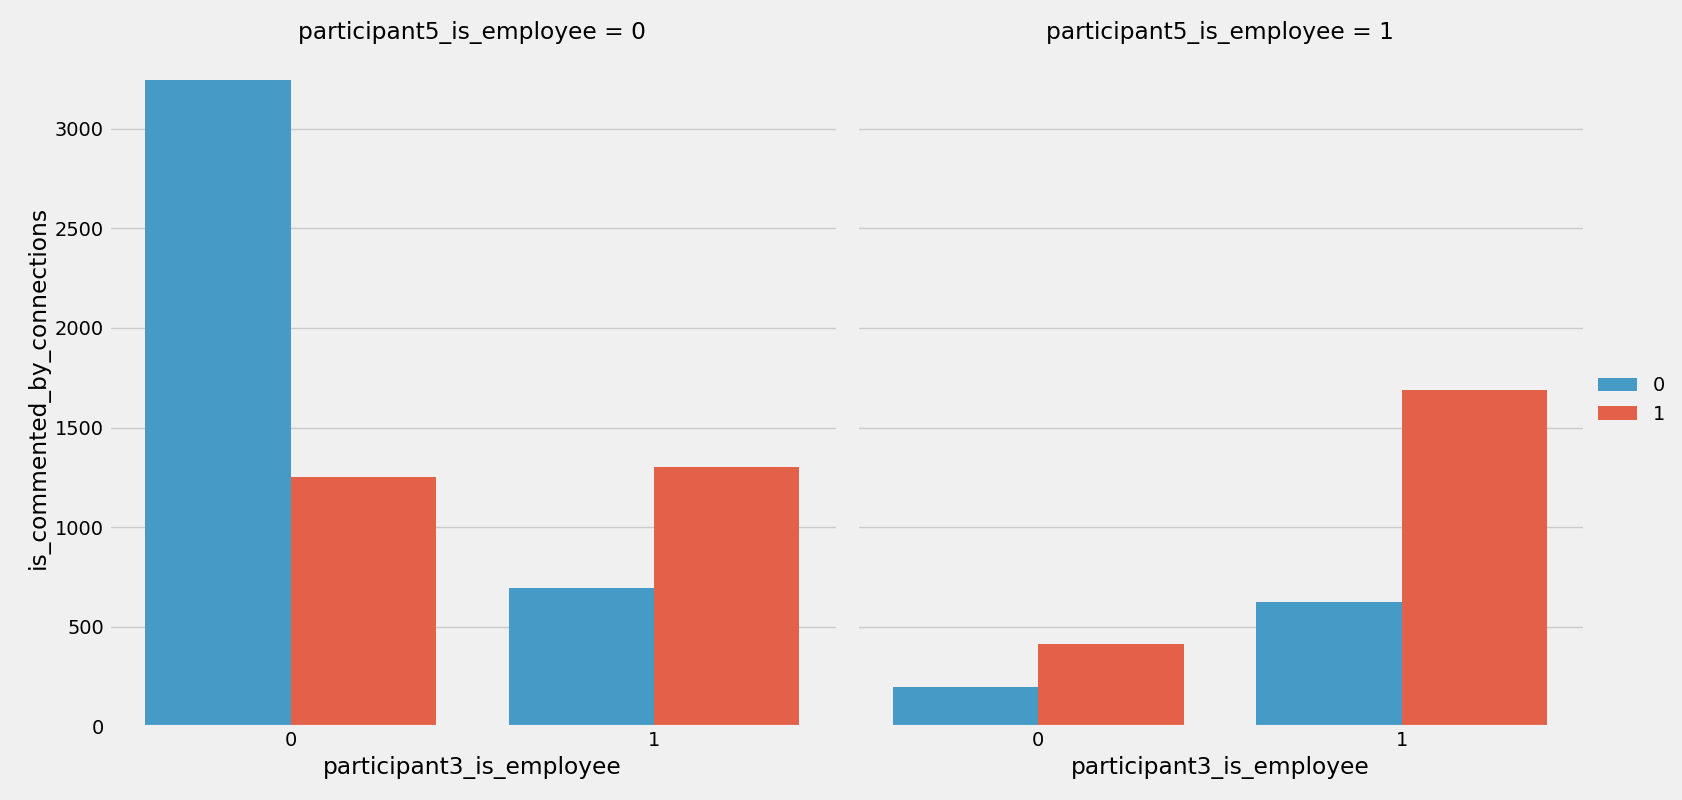 participant5_is_employee = 0
participant5_is_employee = 1
is_commented_by_connections
3000
2500
2000
1500
1000
500
0
0 1
0 1
participant3_is_employee
participant3_is_employee
0
1